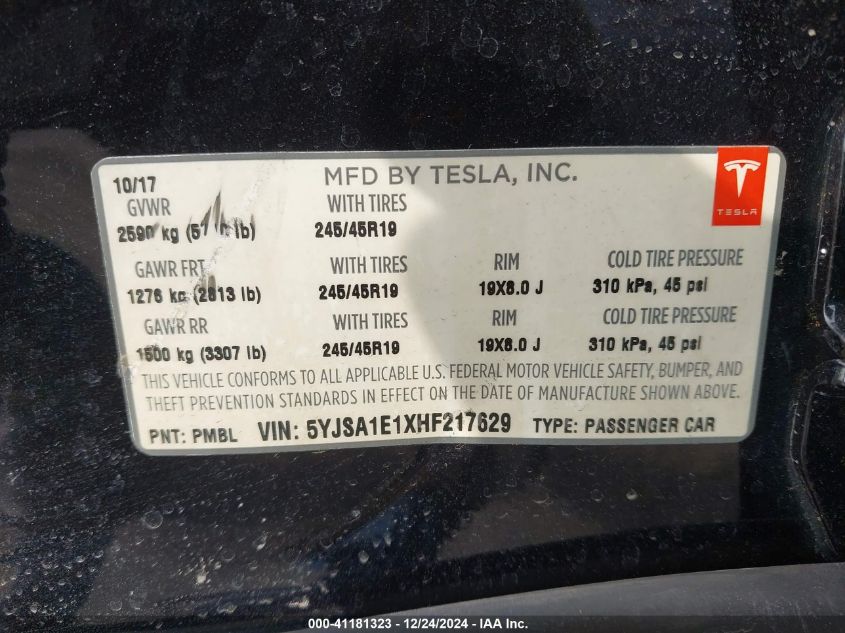 10/17 MFD BY TESLA, INC.
TESLA
GVWR WITH TIRES
2590 kg lb) 245/45R19
GAWR FRT WITH TIRES RIM COLD TIRE PRESSURE
1276 kg (2813 lb) 245/45R19 19X8.0 J 310 kPa, 45 psi
GAWR RR WITH TIRES RIM COLD TIRE PRESSURE
1500 kg (3307 lb) 245/45R19 19X8.0 J 310 kPa, 45 psi
THIS VEHICLE CONFORMS TO ALL APPLICABLE U.S. FEDERAL MOTOR VEHICLE SAFETY, BUMPER, AND
THEFT PREVENTION STANDARDS IN EFFECT ON THE DATE OF MANUFACTURE SHOWN ABOVE.
PNT: PMBL VIN: 5YJSA1E1XHF217629 TYPE: PASSENGER CAR
000-41181323 - 12/24/2024 - IAA Inc.